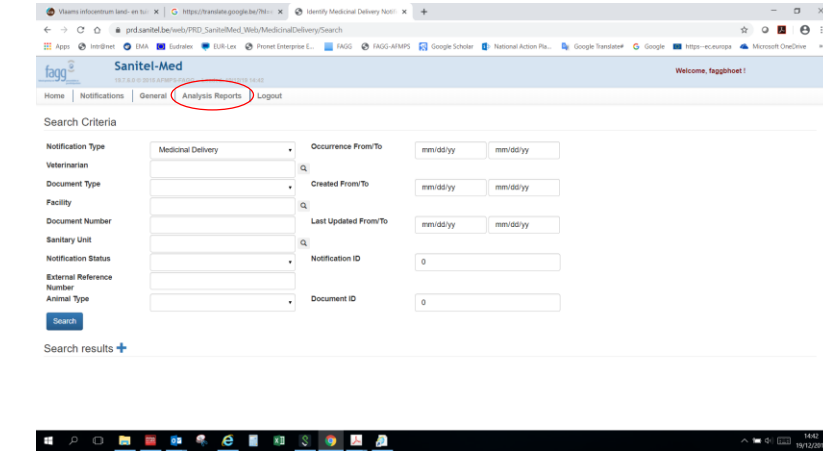 Vlaams infocentrum land- en tui
https://translate.google.be/?hl=
Identify Medicinal Delivery Notifi
prd.sanitel.be/web/PRD_SanitelMed_Web/MedicinalDelivery/Search
Apps Intr@net EMA Eudralex EUR-Lex Pronet Enterprise E... FAGG FAGG-AFMPS Google Scholar National Action Pla... Google Translate Google https--ec.europa Microsoft OneDrive »
fagg Sanitel-Med
14:42
Welcome, faggbhoet !
Home Notifications General Analysis Reports Logout
Search Criteria
Notification Type Medicinal Delivery Occurrence From/To mm/dd/yy mm/dd/yy
Veterinarian
Document Type Created From/To mm/dd/yy mm/dd/yy
Facility
Document Number Last Updated From/To mm/dd/yy mm/dd/yy
Sanitary Unit
Notification Status Notification ID 0
External Reference
Number
Animal Type Document ID 0
Search
Search results
14:42
19/12/201